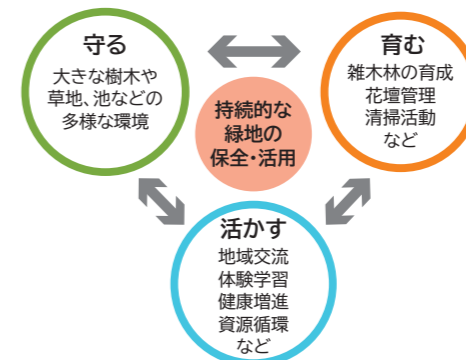 守る
大きな樹木や
草地、池などの
多様な環境
育む
雑木林の育成
花壇管理
清掃活動
など
持続的な
緑地の
保全・活用
活かす
地域交流
体験学習
健康増進
資源循環
など